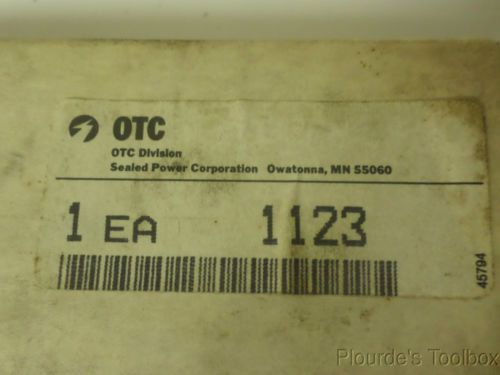 OTC
OTC Division
Sealed Power Corporation Owatonna, MN 55060
1 EA 1123
45794
Plourde's Toolbox